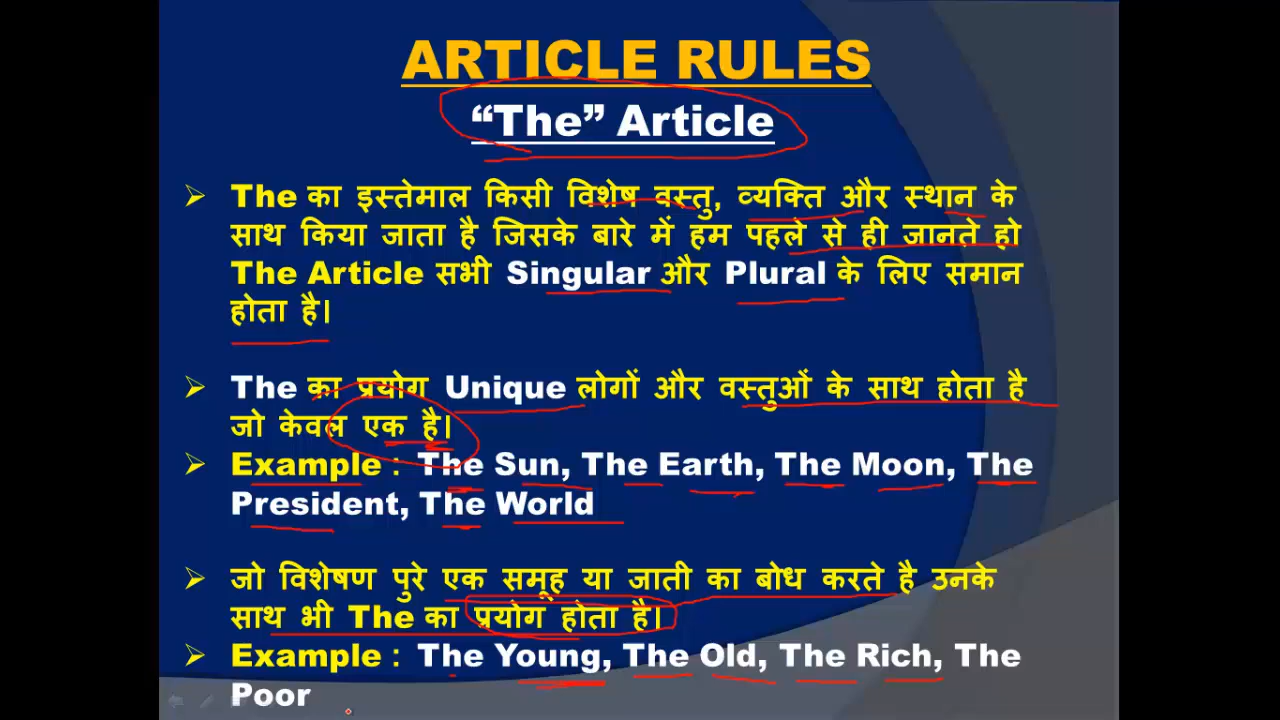 ARTICLE RULES
“The” Article
The का इस्तेमाल किसी विशेष वस्तु, व्यक्ति और स्थान के
साथ किया जाता है जिसके बारे में हम पहले से ही जानते हो
The Article सभी Singular और Plural के लिए समान
होता है।
The का प्रयोग Unique लोगों और वस्तुओं के साथ होता है
जो केवल एक है।
Example : The Sun, The Earth, The Moon, The
President, The World
जो विशेषण पुरे एक समूह या जाती का बोध करते है उनके
साथ भी The का प्रयोग होता है।
Example : The Young, The Old, The Rich, The
Poor